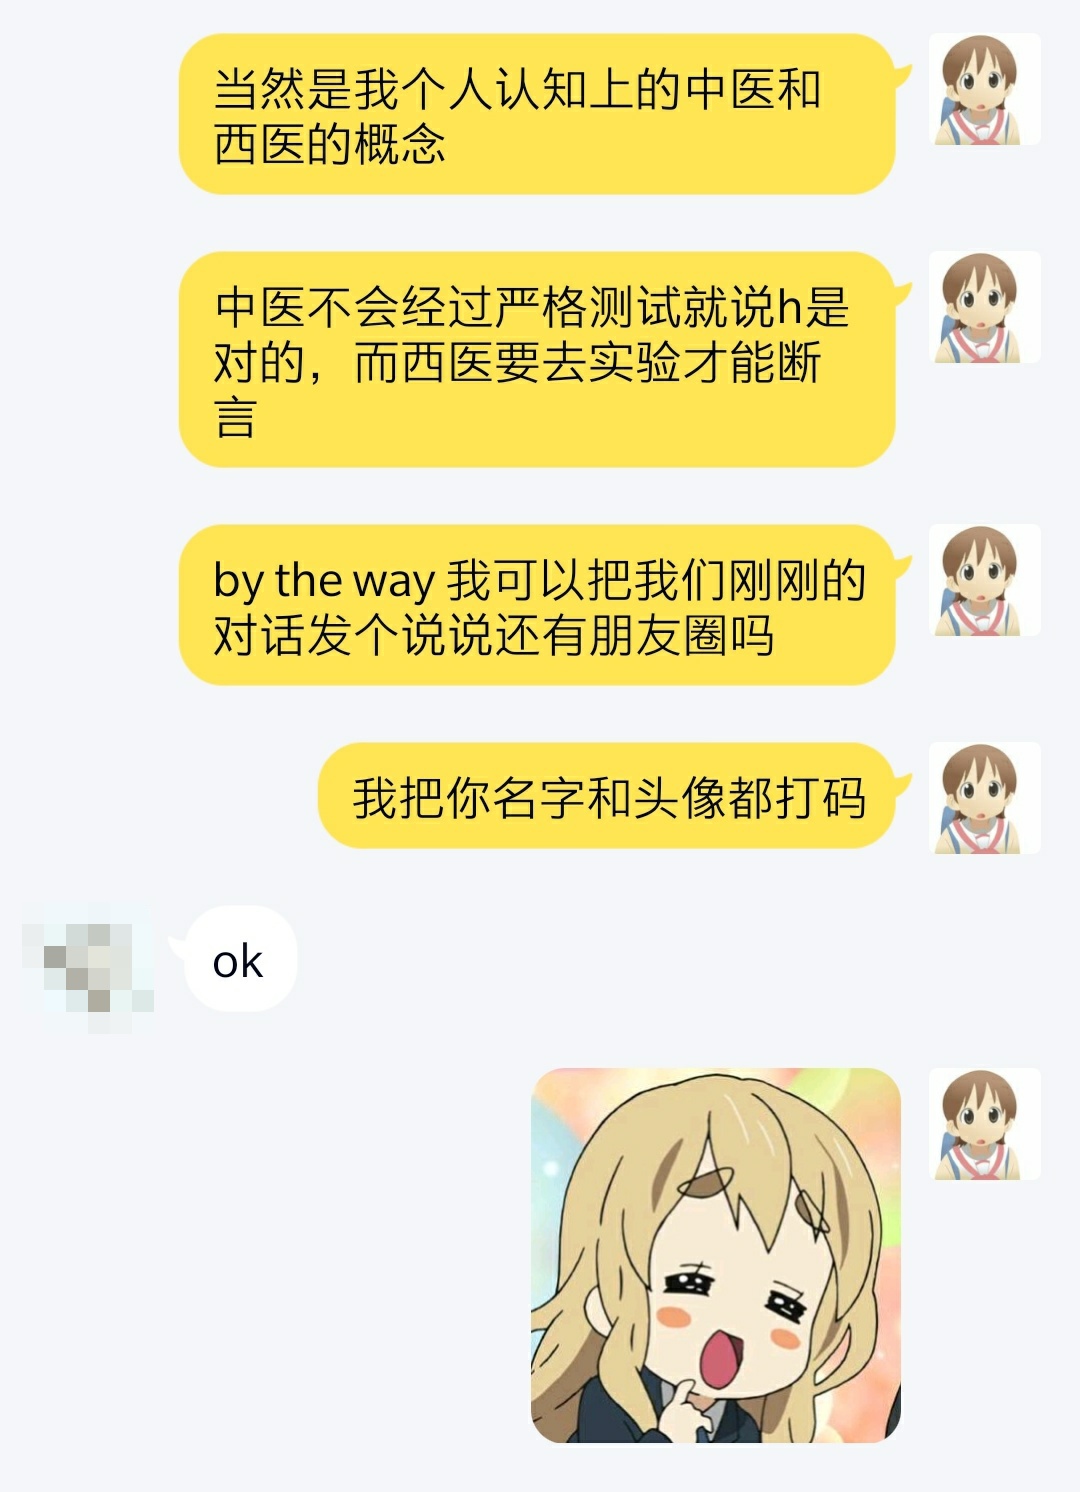 当然是我个人认知上的中医和
西医的概念
中医不会经过严格测试就说h是
对的，而西医要去实验才能断
言
by the way 我可以把我们刚刚的
对话发个说说还有朋友圈吗
我把你名字和头像都打码
ok